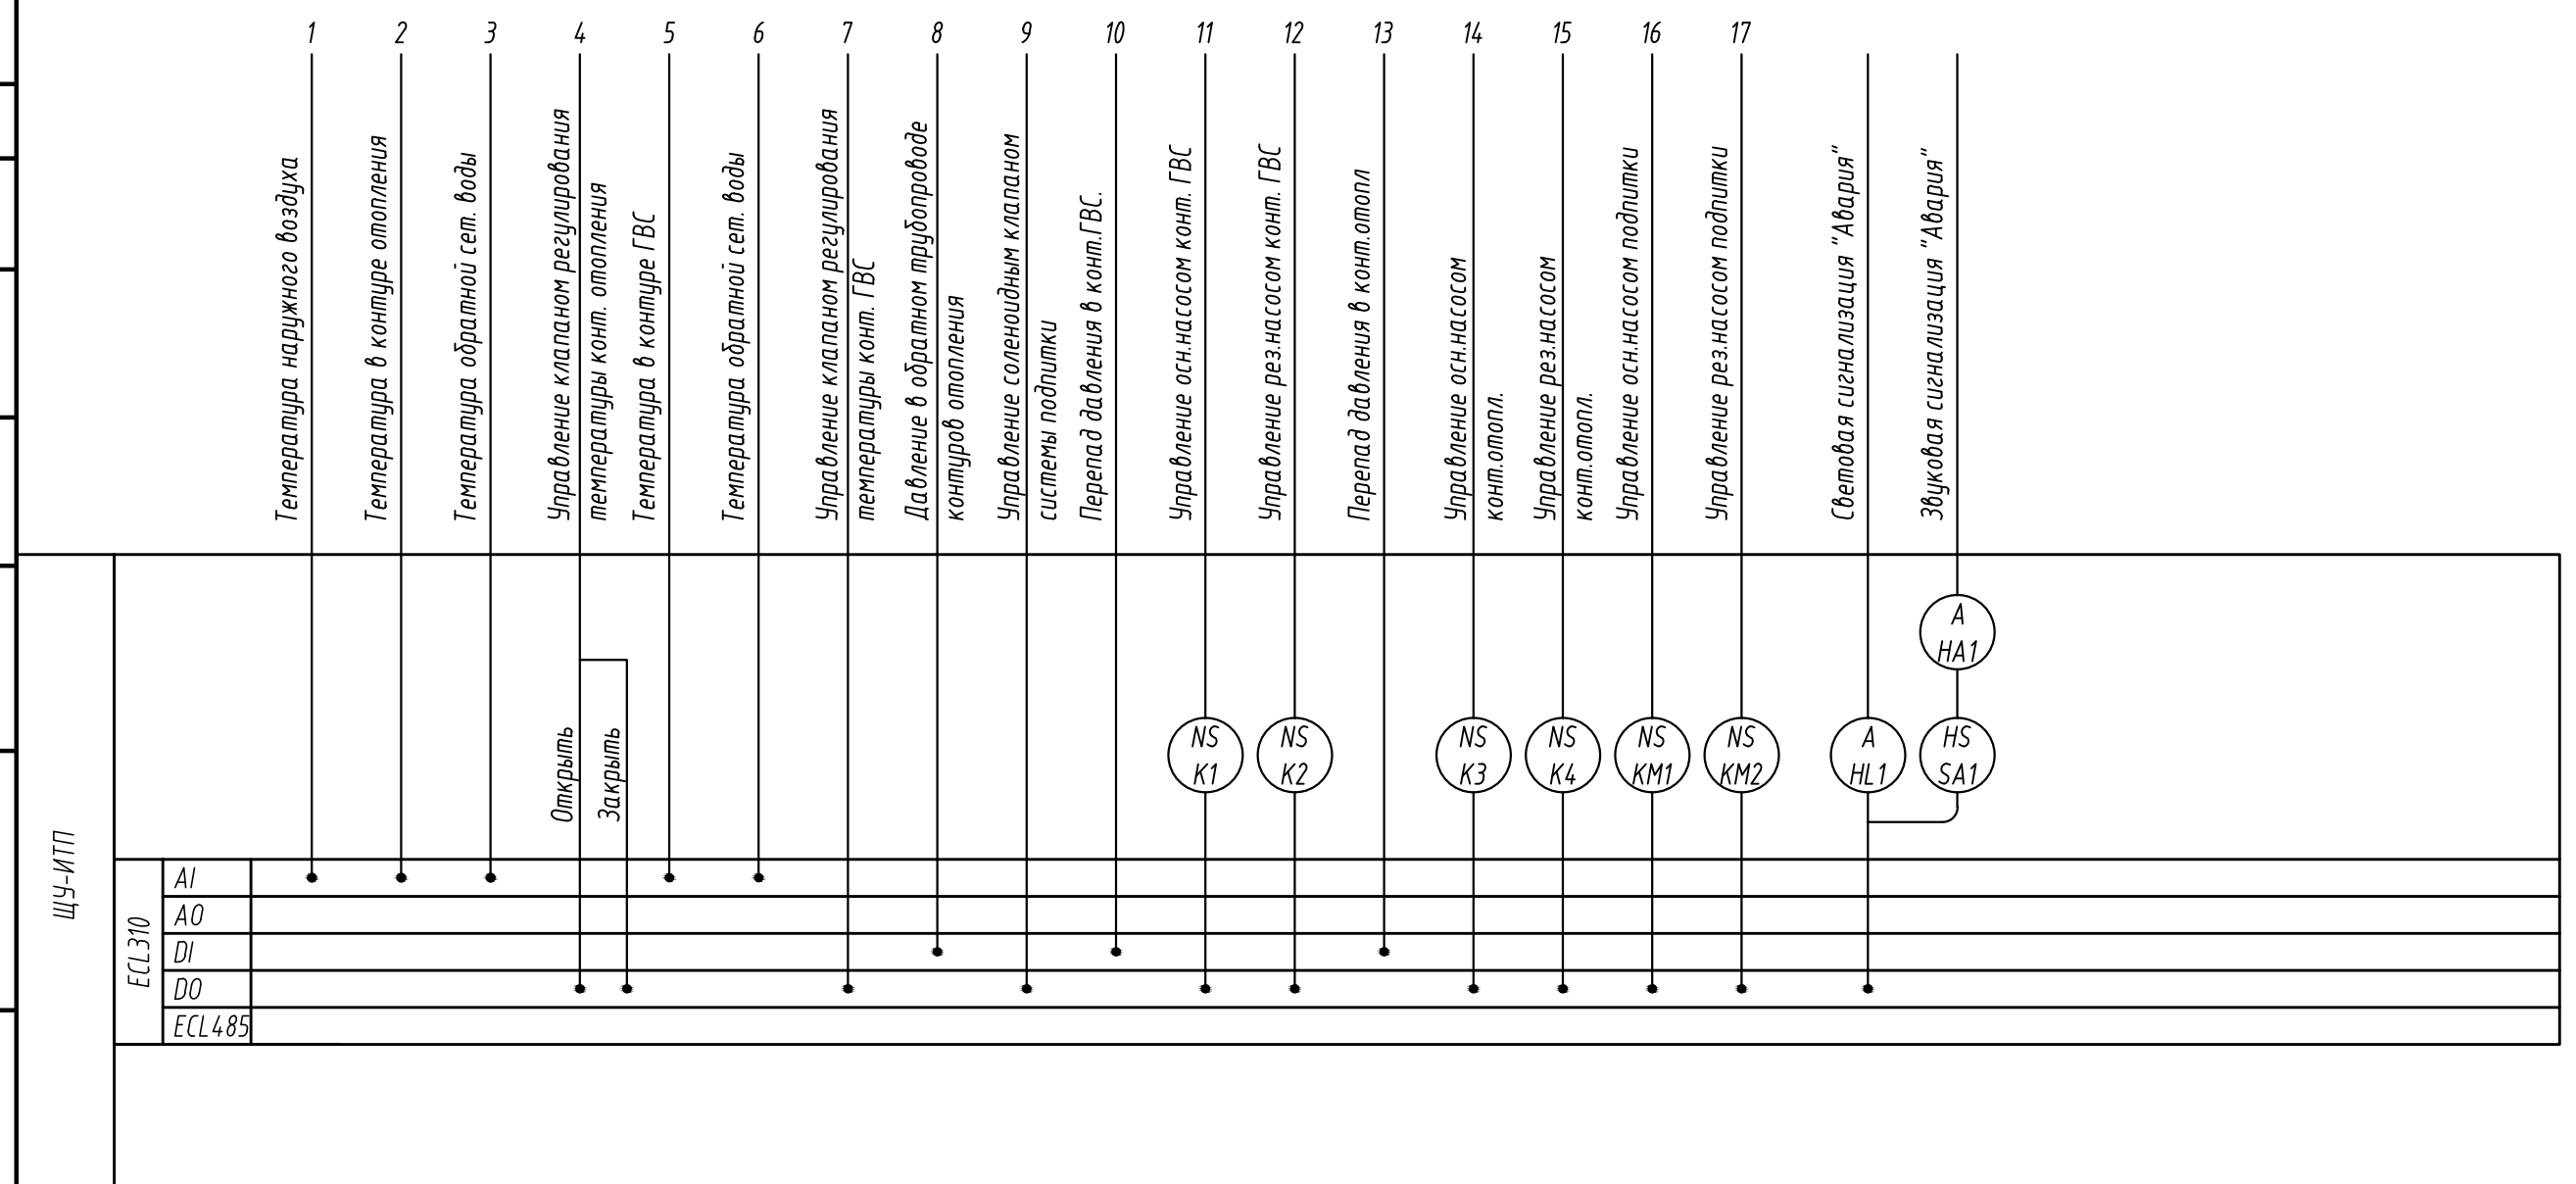 1 2 3 4 5 6 7 8 9 10 11 12 13 14 15 16 17
Температура наружного воздуха
Температура в контуре отопления
Температура обратной сет. воды
Управление клапаном регулирования
температуры конт. отопления
Температура в контуре ГВС
Температура обратной сет. воды
Управление клапаном регулирования
температуры конт. ГВС
Давление в обратном трубопроводе
контуров отопления
Управление соленоидным клапаном
системы подпитки
Перепад давления в конт.ГВС.
Управление осн.насосом конт. ГВС
Управление рез.насосом конт. ГВС
Перепад давления в конт.отопл
Управление осн.насосом
конт.отопл.
Управление рез.насосом
конт.отопл.
Управление осн.насосом подпитки
Управление рез.насосом подпитки
Световая сигнализация "Авария"
Звуковая сигнализация "Авария"
A
HA1
Открыть
Закрыть
NS
K1
NS
K2
NS
K3
NS
K4
NS
KM1
NS
KM2
A
HL1
HS
SA1
ЩУ-ИТП
ECL310
AI
AO
DI
DO
ECL485